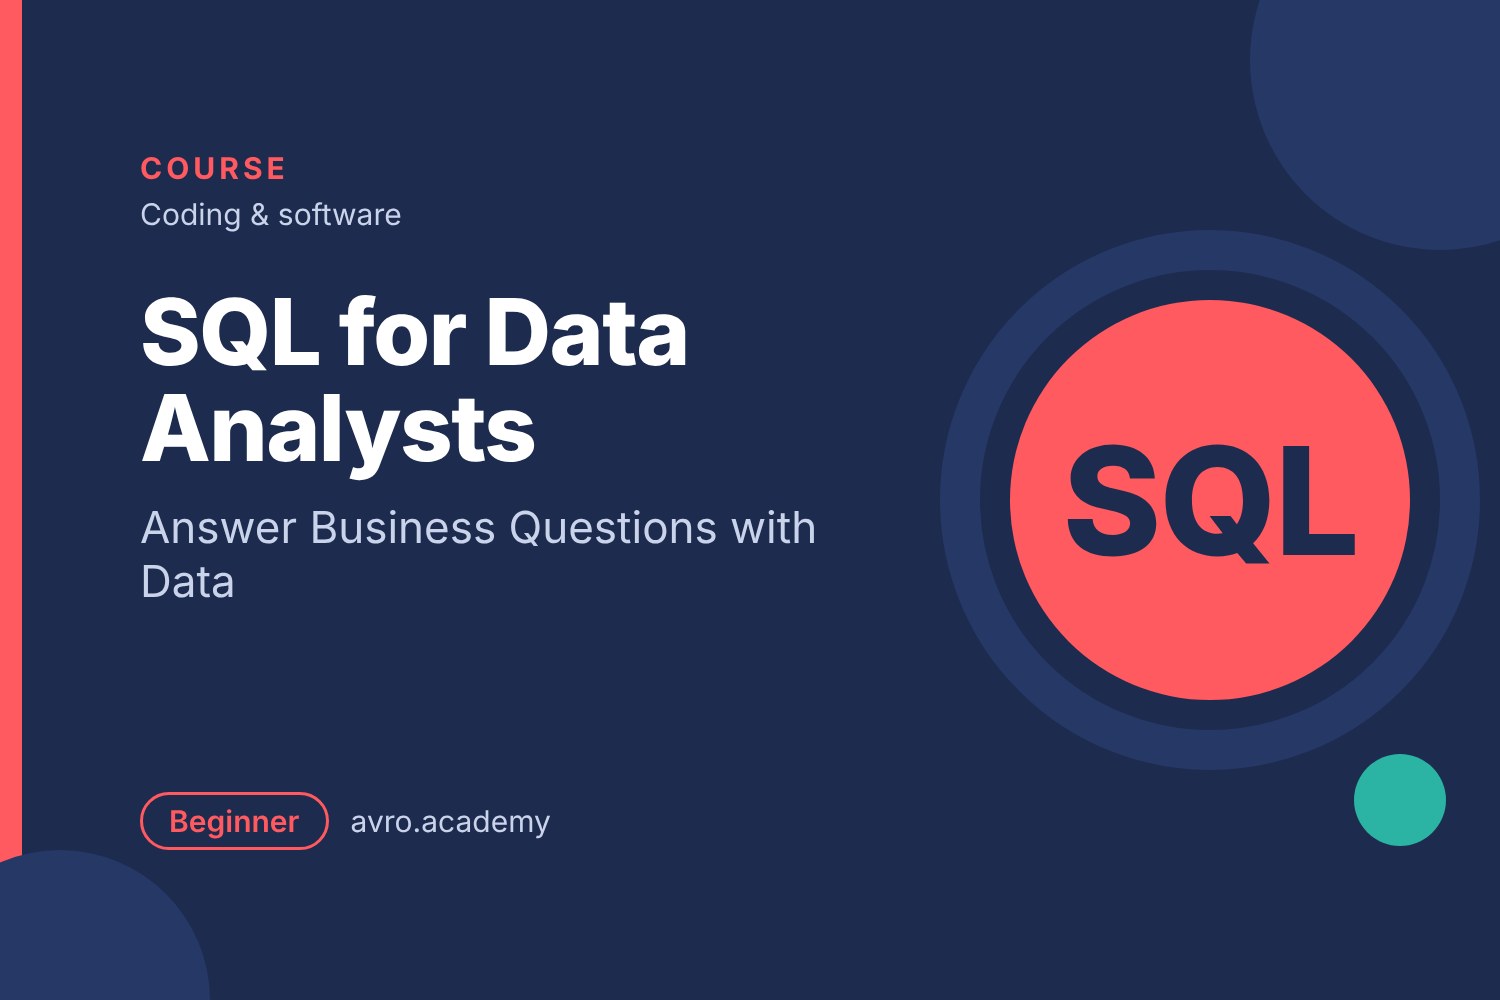 COURSE
Coding & software
SQL for Data
Analysts
Answer Business Questions with
Data
SQL
Beginner
avro.academy